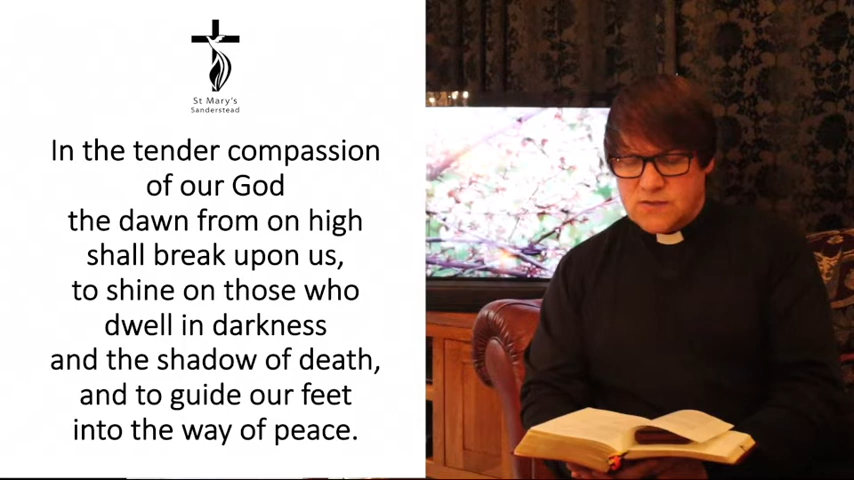 St Mary's
Sanderstead
In the tender compassion
of our God
the dawn from on high
shall break upon us,
to shine on those who
dwell in darkness
and the shadow of death,
and to guide our feet
into the way of peace.